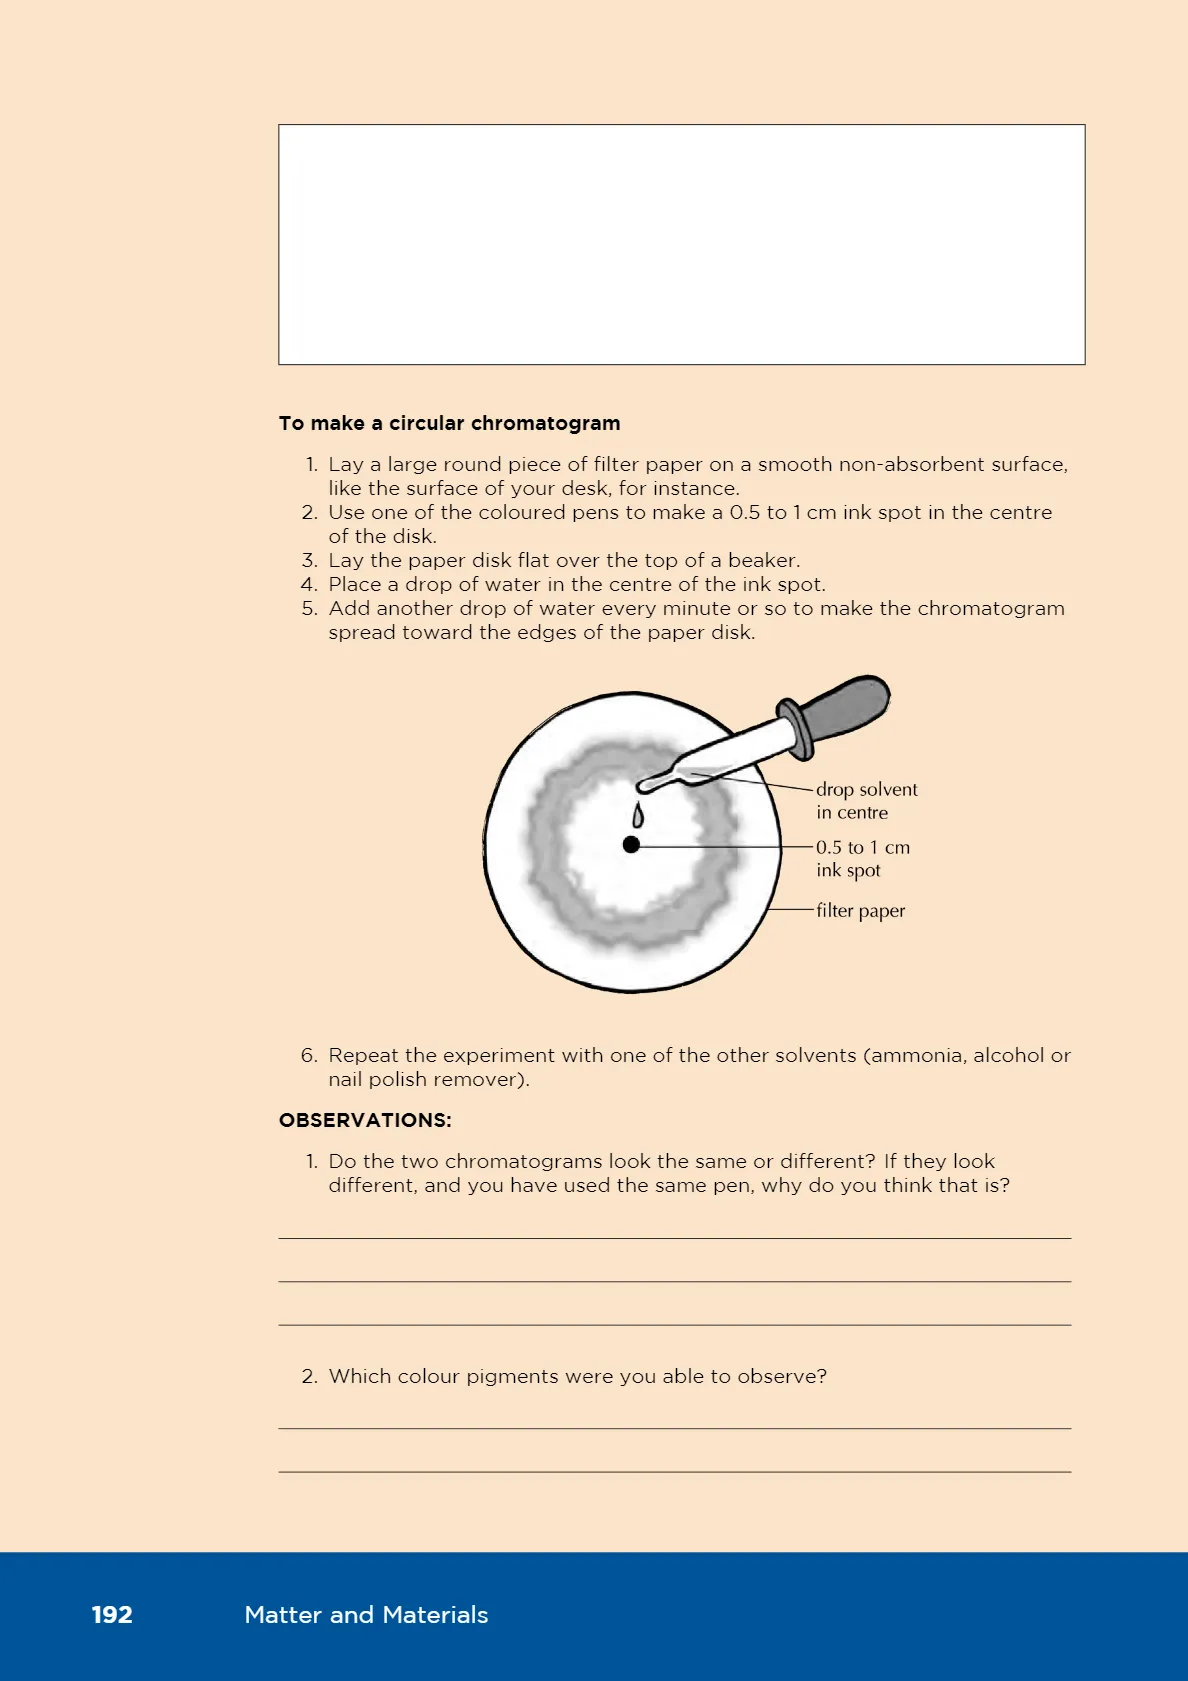 To make a circular chromatogram
1. Lay a large round piece of filter paper on a smooth non-absorbent surface,
like the surface of your desk, for instance.
2. Use one of the coloured pens to make a 0.5 to 1 cm ink spot in the centre
of the disk.
3. Lay the paper disk flat over the top of a beaker.
4. Place a drop of water in the centre of the ink spot.
5. Add another drop of water every minute or so to make the chromatogram
spread toward the edges of the paper disk.
drop solvent
in centre
0.5 to 1 cm
ink spot
filter paper
6. Repeat the experiment with one of the other solvents (ammonia, alcohol or
nail polish remover).
OBSERVATIONS:
1. Do the two chromatograms look the same or different? If they look
different, and you have used the same pen, why do you think that is?
2. Which colour pigments were you able to observe?
192 Matter and Materials